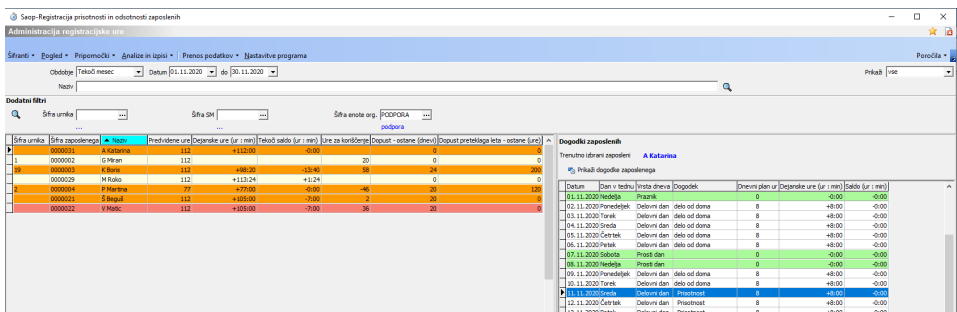 Saop-Registracija prisotnosti in odsotnosti zaposlenih
Administracija registracijske ure
Šifranti Pogled Pripomočki Analize in izpisi Prenos podatkov Nastavitve programa Poročila
Obdobje Tekoči mesec Datum 01.11.2020 do 30.11.2020 Prikaži vse
Naziv
Dodatni filtri
Šifra urnika ... Šifra SM ... Šifra enote org. PODPORA ...
... ... podpora
Šifra urnika Šifra zaposlenega Naziv Predvidene ure Dejanske ure (ur : min) Tekoči saldo (ur : min) Ure za koriščenje Dopust - ostane (dnevi) Dopust preteklega leta - ostane (ure)
0000031 A Katarina 112 +112:00 -0:00 0 0
1 0000002 G Miran 112 20 0 0
19 0000003 K Boris 112 +98:20 -13:40 58 24 200
0000029 M Roko 112 +113:24 +1:24 0 0
2 0000004 P Martina 77 +77:00 -0:00 -46 20 120
0000021 Š Beguš 112 +105:00 -7:00 2 20 0
0000022 V Matic 112 +105:00 -7:00 36 20 0
Dogodki zaposlenih
Trenutno izbrani zaposleni A Katarina
Prikaži dogodke zaposlenega
Datum Dan v tednu Vrsta dneva Dogodek Dnevni plan ur Dejanske ure (ur : min) Saldo (ur : min)
01.11.2020 Nedelja Praznik 0 -0:00 -0:00
02.11.2020 Ponedeljek Delovni dan delo od doma 8 +8:00 -0:00
03.11.2020 Torek Delovni dan delo od doma 8 +8:00 -0:00
04.11.2020 Sreda Delovni dan delo od doma 8 +8:00 -0:00
05.11.2020 Četrtek Delovni dan delo od doma 8 +8:00 -0:00
06.11.2020 Petek Delovni dan delo od doma 8 +8:00 -0:00
07.11.2020 Sobota Prosti dan 0 -0:00 -0:00
08.11.2020 Nedelja Prosti dan 0 -0:00 -0:00
09.11.2020 Ponedeljek Delovni dan delo od doma 8 +8:00 -0:00
10.11.2020 Torek Delovni dan delo od doma 8 +8:00 -0:00
11.11.2020 Sreda Delovni dan Prisotnost 8 +8:00 -0:00
12.11.2020 Četrtek Delovni dan Prisotnost 8 +8:00 -0:00